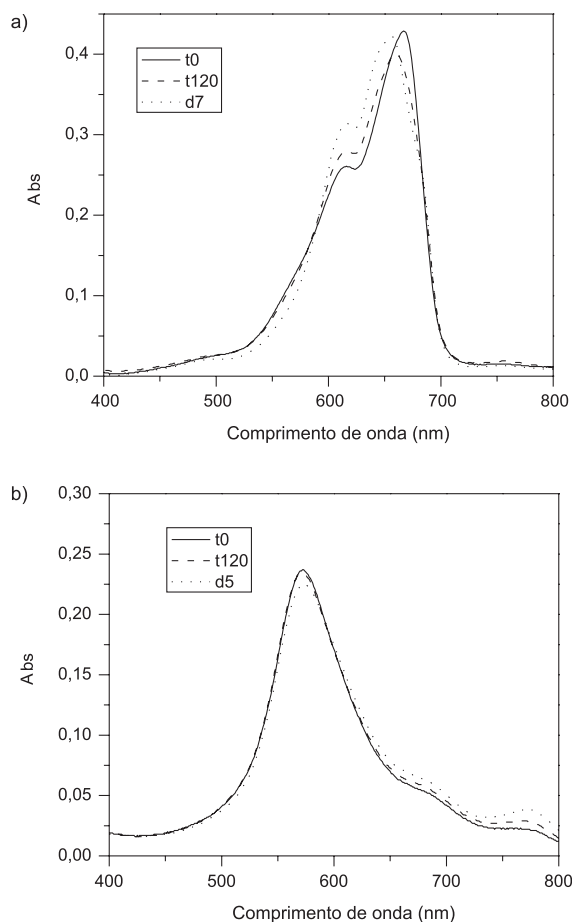 a)
0,4
0,3
0,2
0,1
0,0
Abs
t0
t120
d7
400 500 600 700 800
Comprimento de onda (nm)
b)
0,30
0,25
0,20
0,15
0,10
0,05
0,00
Abs
t0
t120
d5
400 500 600 700 800
Comprimento de onda (nm)